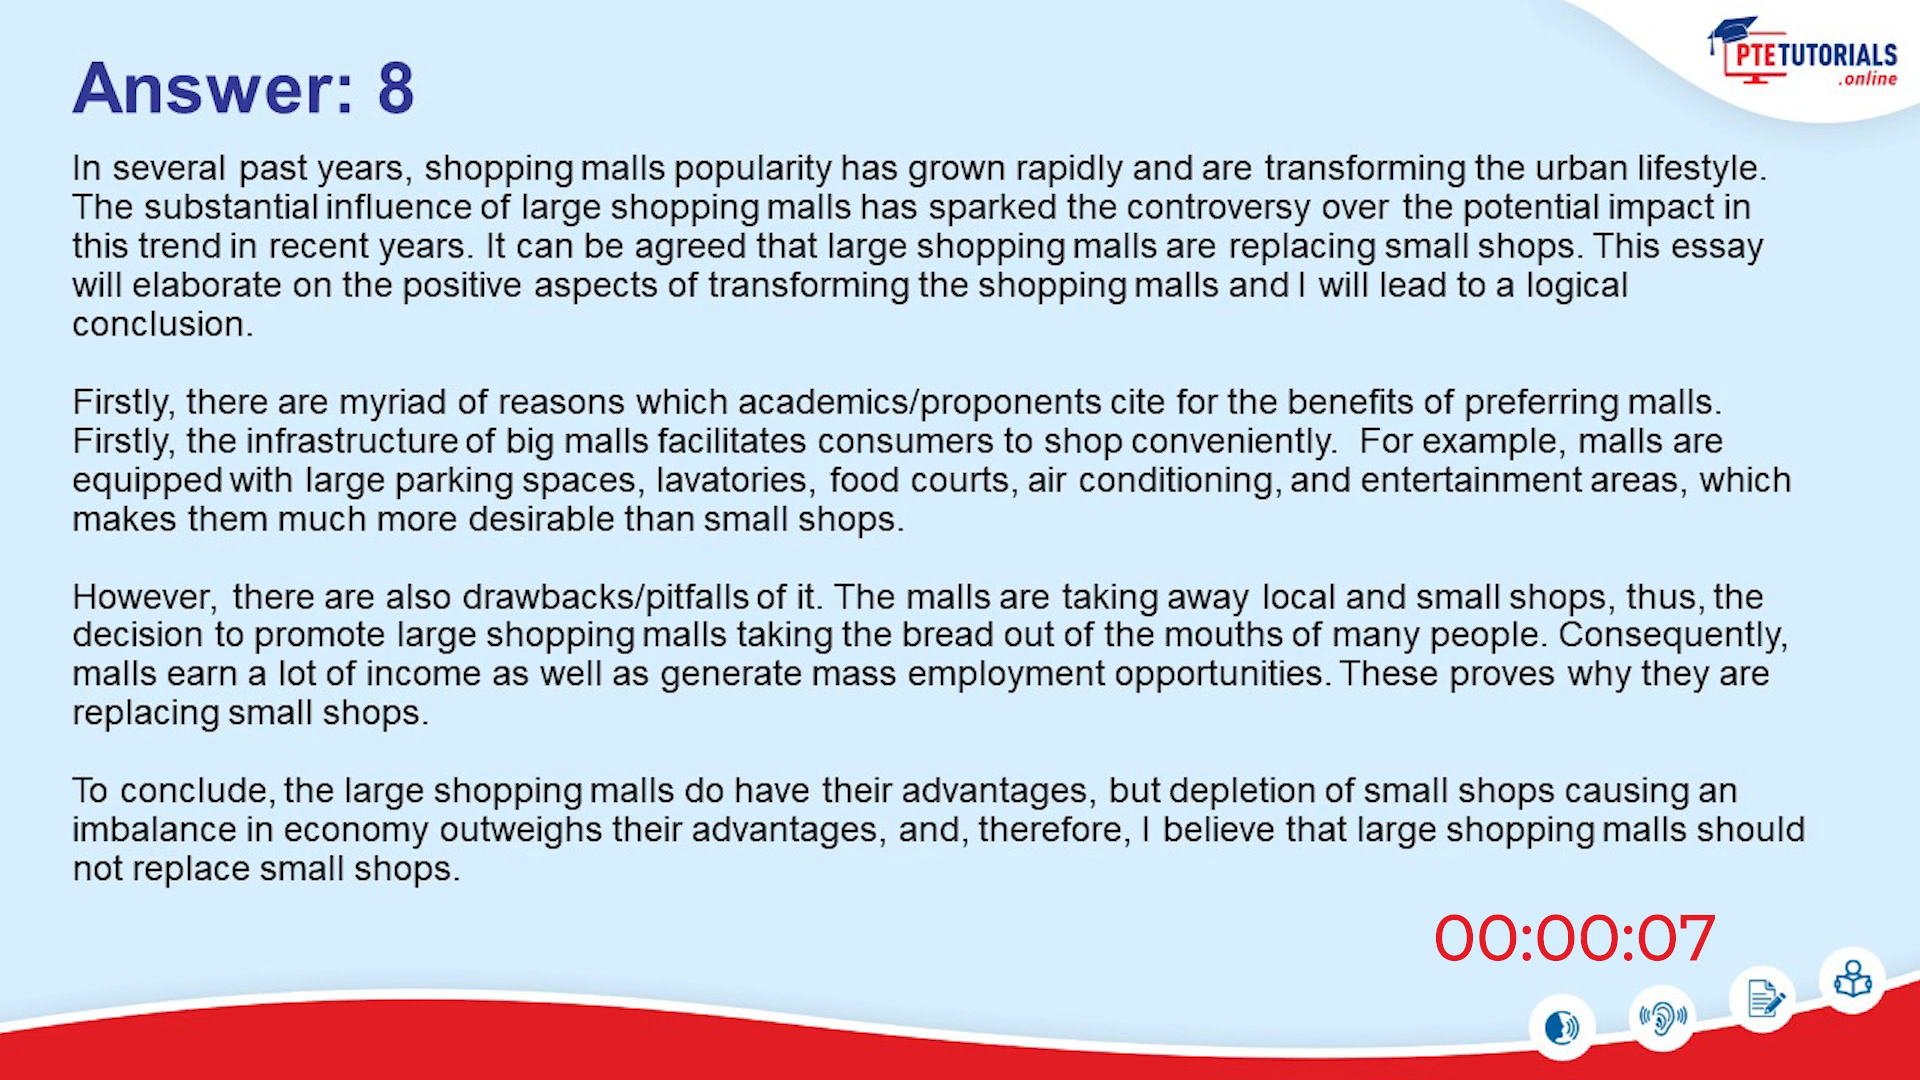 PTETUTORIALS
.online
Answer: 8
In several past years, shopping malls popularity has grown rapidly and are transforming the urban lifestyle.
The substantial influence of large shopping malls has sparked the controversy over the potential impact in
this trend in recent years. It can be agreed that large shopping malls are replacing small shops. This essay
will elaborate on the positive aspects of transforming the shopping malls and I will lead to a logical
conclusion.
Firstly, there are myriad of reasons which academics/proponents cite for the benefits of preferring malls.
Firstly, the infrastructure of big malls facilitates consumers to shop conveniently. For example, malls are
equipped with large parking spaces, lavatories, food courts, air conditioning, and entertainment areas, which
makes them much more desirable than small shops.
However, there are also drawbacks/pitfalls of it. The malls are taking away local and small shops, thus, the
decision to promote large shopping malls taking the bread out of the mouths of many people. Consequently,
malls earn a lot of income as well as generate mass employment opportunities. These proves why they are
replacing small shops.
To conclude, the large shopping malls do have their advantages, but depletion of small shops causing an
imbalance in economy outweighs their advantages, and, therefore, I believe that large shopping malls should
not replace small shops.
00:00:07